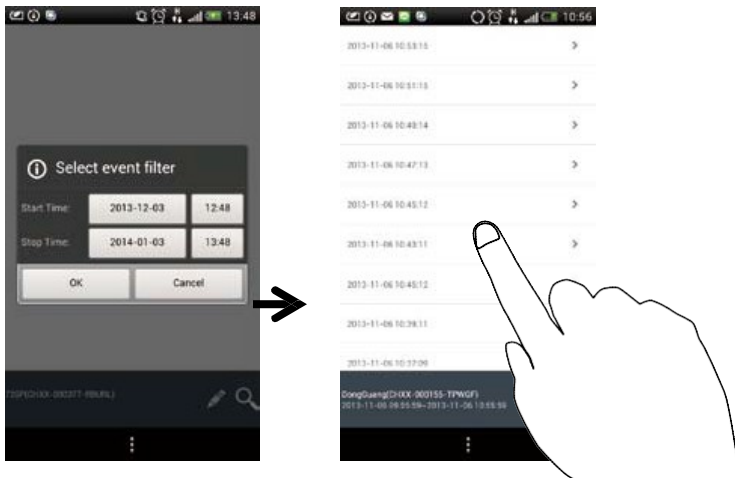 13:48
Select event filter
Start Time: 2013-12-03 12:48
Stop Time: 2014-01-03 13:48
OK Cancel
10:56
2013-11-06 10:53:15
2013-11-06 10:51:15
2013-11-06 10:49:14
2013-11-06 10:47:13
2013-11-06 10:45:12
2013-11-06 10:43:11
2013-11-06 10:45:12
2013-11-06 10:39:11
2013-11-06 10:37:09
DongGuang(CHXX-000155-TPWGF)
2013-11-06 09:55:59~2013-11-06 10:55:59